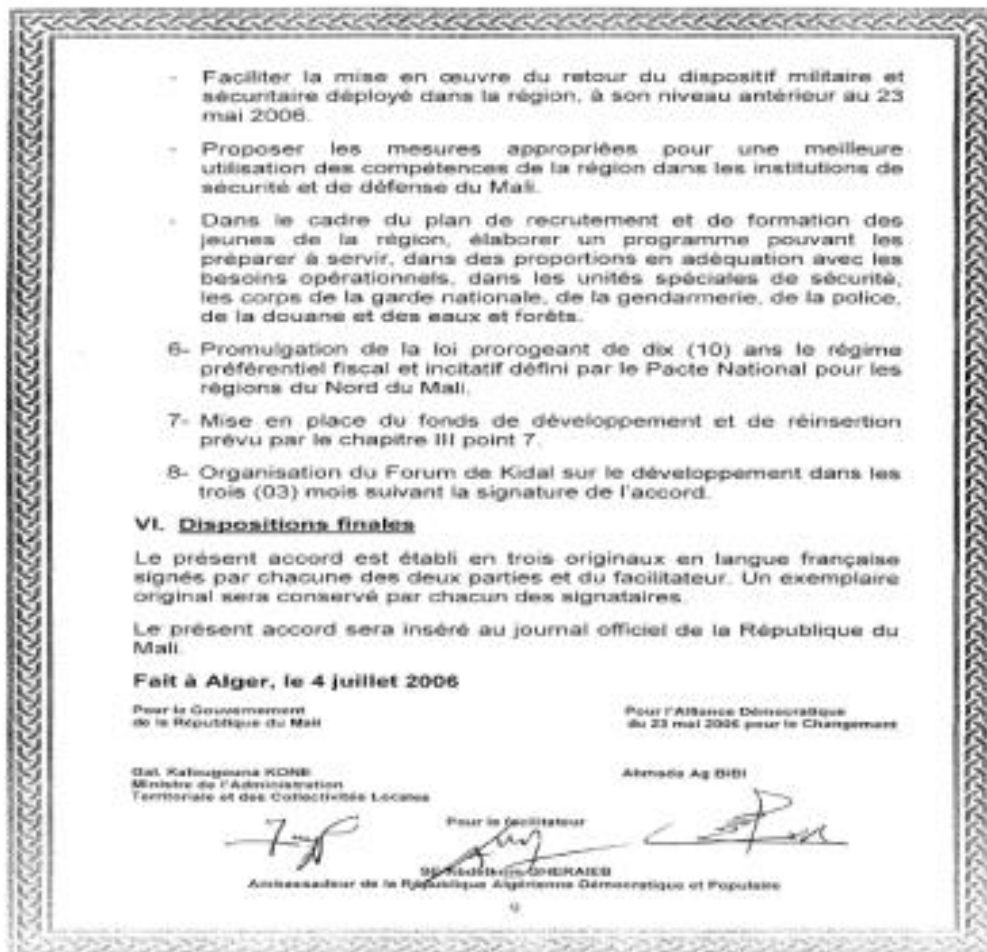 - Faciliter la mise en œuvre du retour du dispositif militaire et
sécuritaire déployé dans la région, à son niveau antérieur au 23
mai 2006.
- Proposer les mesures appropriées pour une meilleure
utilisation des compétences de la région dans les institutions de
sécurité et de défense du Mali.
- Dans le cadre du plan de recrutement et de formation des
jeunes de la région, élaborer un programme pouvant les
préparer à servir, dans des proportions en adéquation avec les
besoins opérationnels, dans les unités spéciales de sécurité,
les corps de la garde nationale, de la gendarmerie, de la police,
de la douane et des eaux et forêts.
6- Promulgation de la loi prorogeant de dix (10) ans le régime
préférentiel fiscal et incitatif défini par le Pacte National pour les
régions du Nord du Mali.
7- Mise en place du fonds de développement et de réinsertion
prévu par le chapitre III point 7.
8- Organisation du Forum de Kidal sur le développement dans les
trois (03) mois suivant la signature de l'accord.
VI. Dispositions finales
Le présent accord est établi en trois originaux en langue française
signés par chacune des deux parties et du facilitateur. Un exemplaire
original sera conservé par chacun des signataires.
Le présent accord sera inséré au journal officiel de la République du
Mali.
Fait à Alger, le 4 juillet 2006
Pour le Gouvernement
de la République du Mali
Pour l'Alliance Démocratique
du 23 mai 2006 pour le Changement
Gal. Kafougouna KONE
Ministre de l'Administration
Territoriale et des Collectivités Locales
Ahmada Ag BIBI
Pour le facilitateur
SE Abdelkrim GHERAIEB
Ambassadeur de la République Algérienne Démocratique et Populaire
9